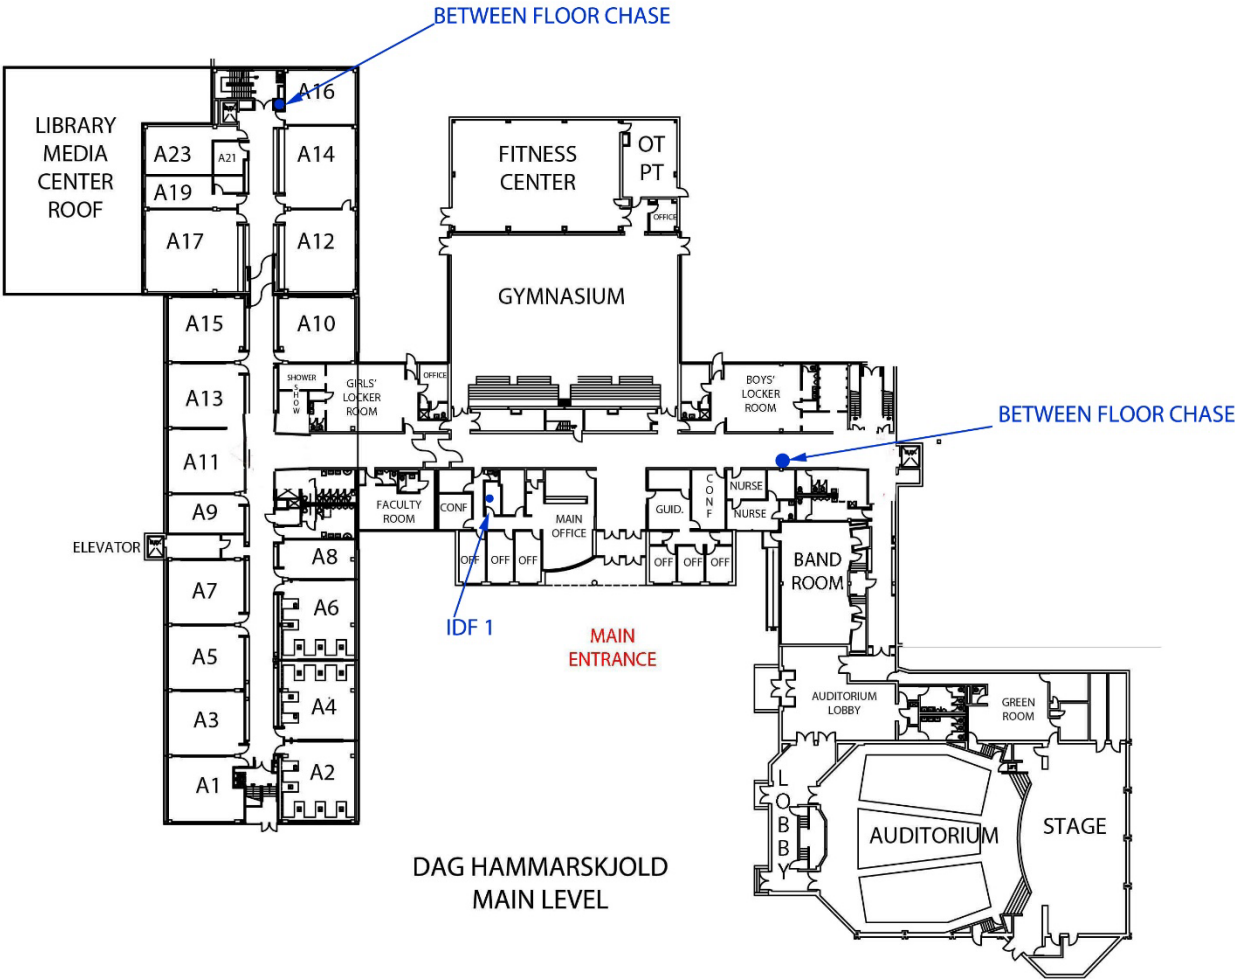 BETWEEN FLOOR CHASE
A16
LIBRARY
MEDIA
CENTER
ROOF
A23
A21
A14
A19
FITNESS
CENTER
OT
PT
OFFICE
A17
A12
GYMNASIUM
A15
A10
SHOWER
SHOW
GIRLS'
LOCKER
ROOM
OFFICE
BOYS'
LOCKER
ROOM
A13
BETWEEN FLOOR CHASE
A11
A9
FACULTY
ROOM
CONF
MAIN
OFFICE
GUID.
CONF
NURSE
NURSE
ELEVATOR
A8
OFF
OFF
OFF
OFF
OFF
OFF
BAND
ROOM
A7
A6
IDF 1
MAIN
ENTRANCE
A5
A4
A3
AUDITORIUM
LOBBY
GREEN
ROOM
A1
A2
LOBBY
AUDITORIUM
STAGE
DAG HAMMARSKJOLD
MAIN LEVEL